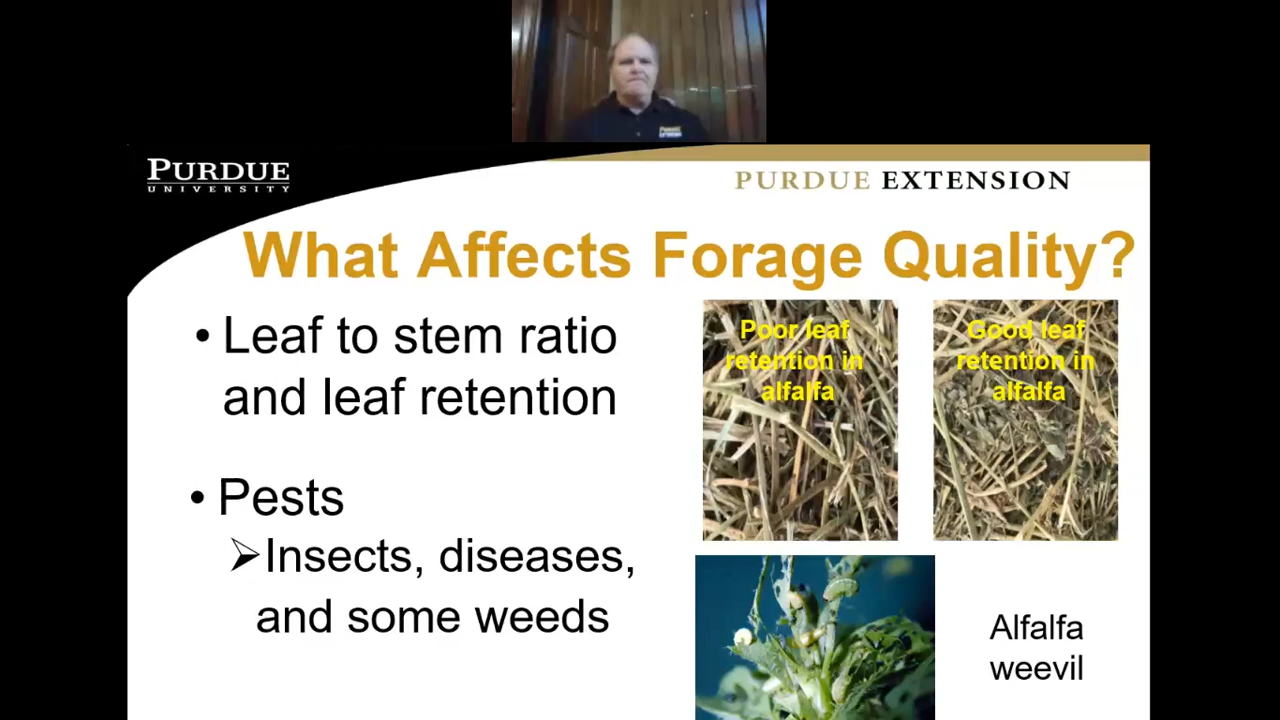 PURDUE
UNIVERSITY
PURDUE EXTENSION
What Affects Forage Quality?
• Leaf to stem ratio
and leaf retention
• Pests
➢Insects, diseases,
and some weeds
Poor leaf
retention in
alfalfa
Good leaf
retention in
alfalfa
Alfalfa
weevil